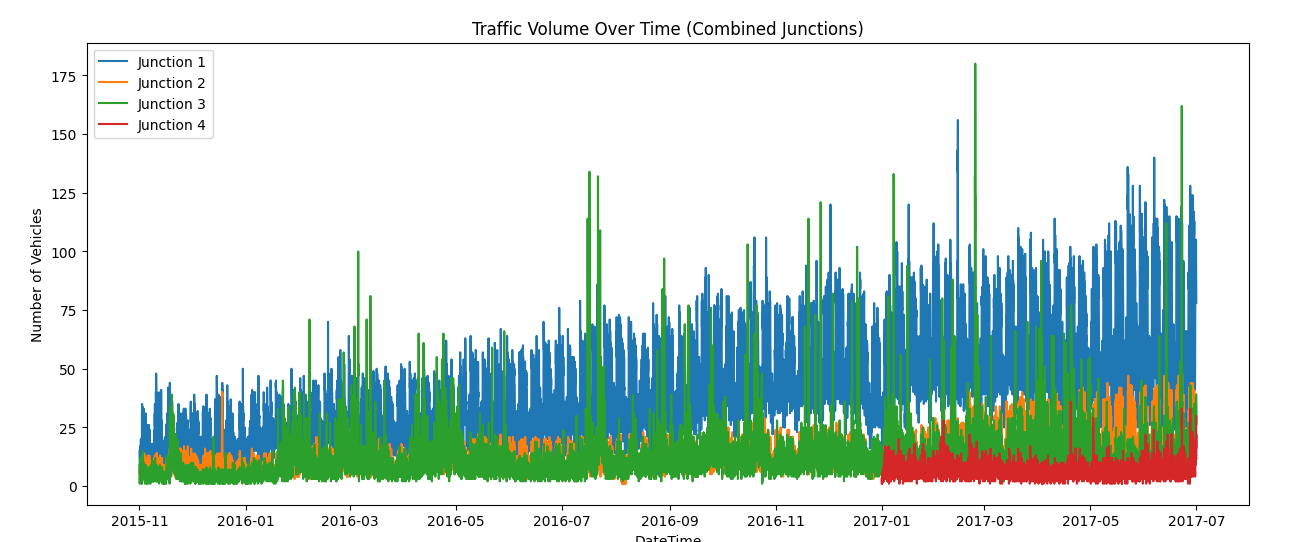 Traffic Volume Over Time (Combined Junctions)
Junction 1
Junction 2
Junction 3
Junction 4
Number of Vehicles
175
150
125
100
75
50
25
0
2015-11 2016-01 2016-03 2016-05 2016-07 2016-09 2016-11 2017-01 2017-03 2017-05 2017-07
DateTime